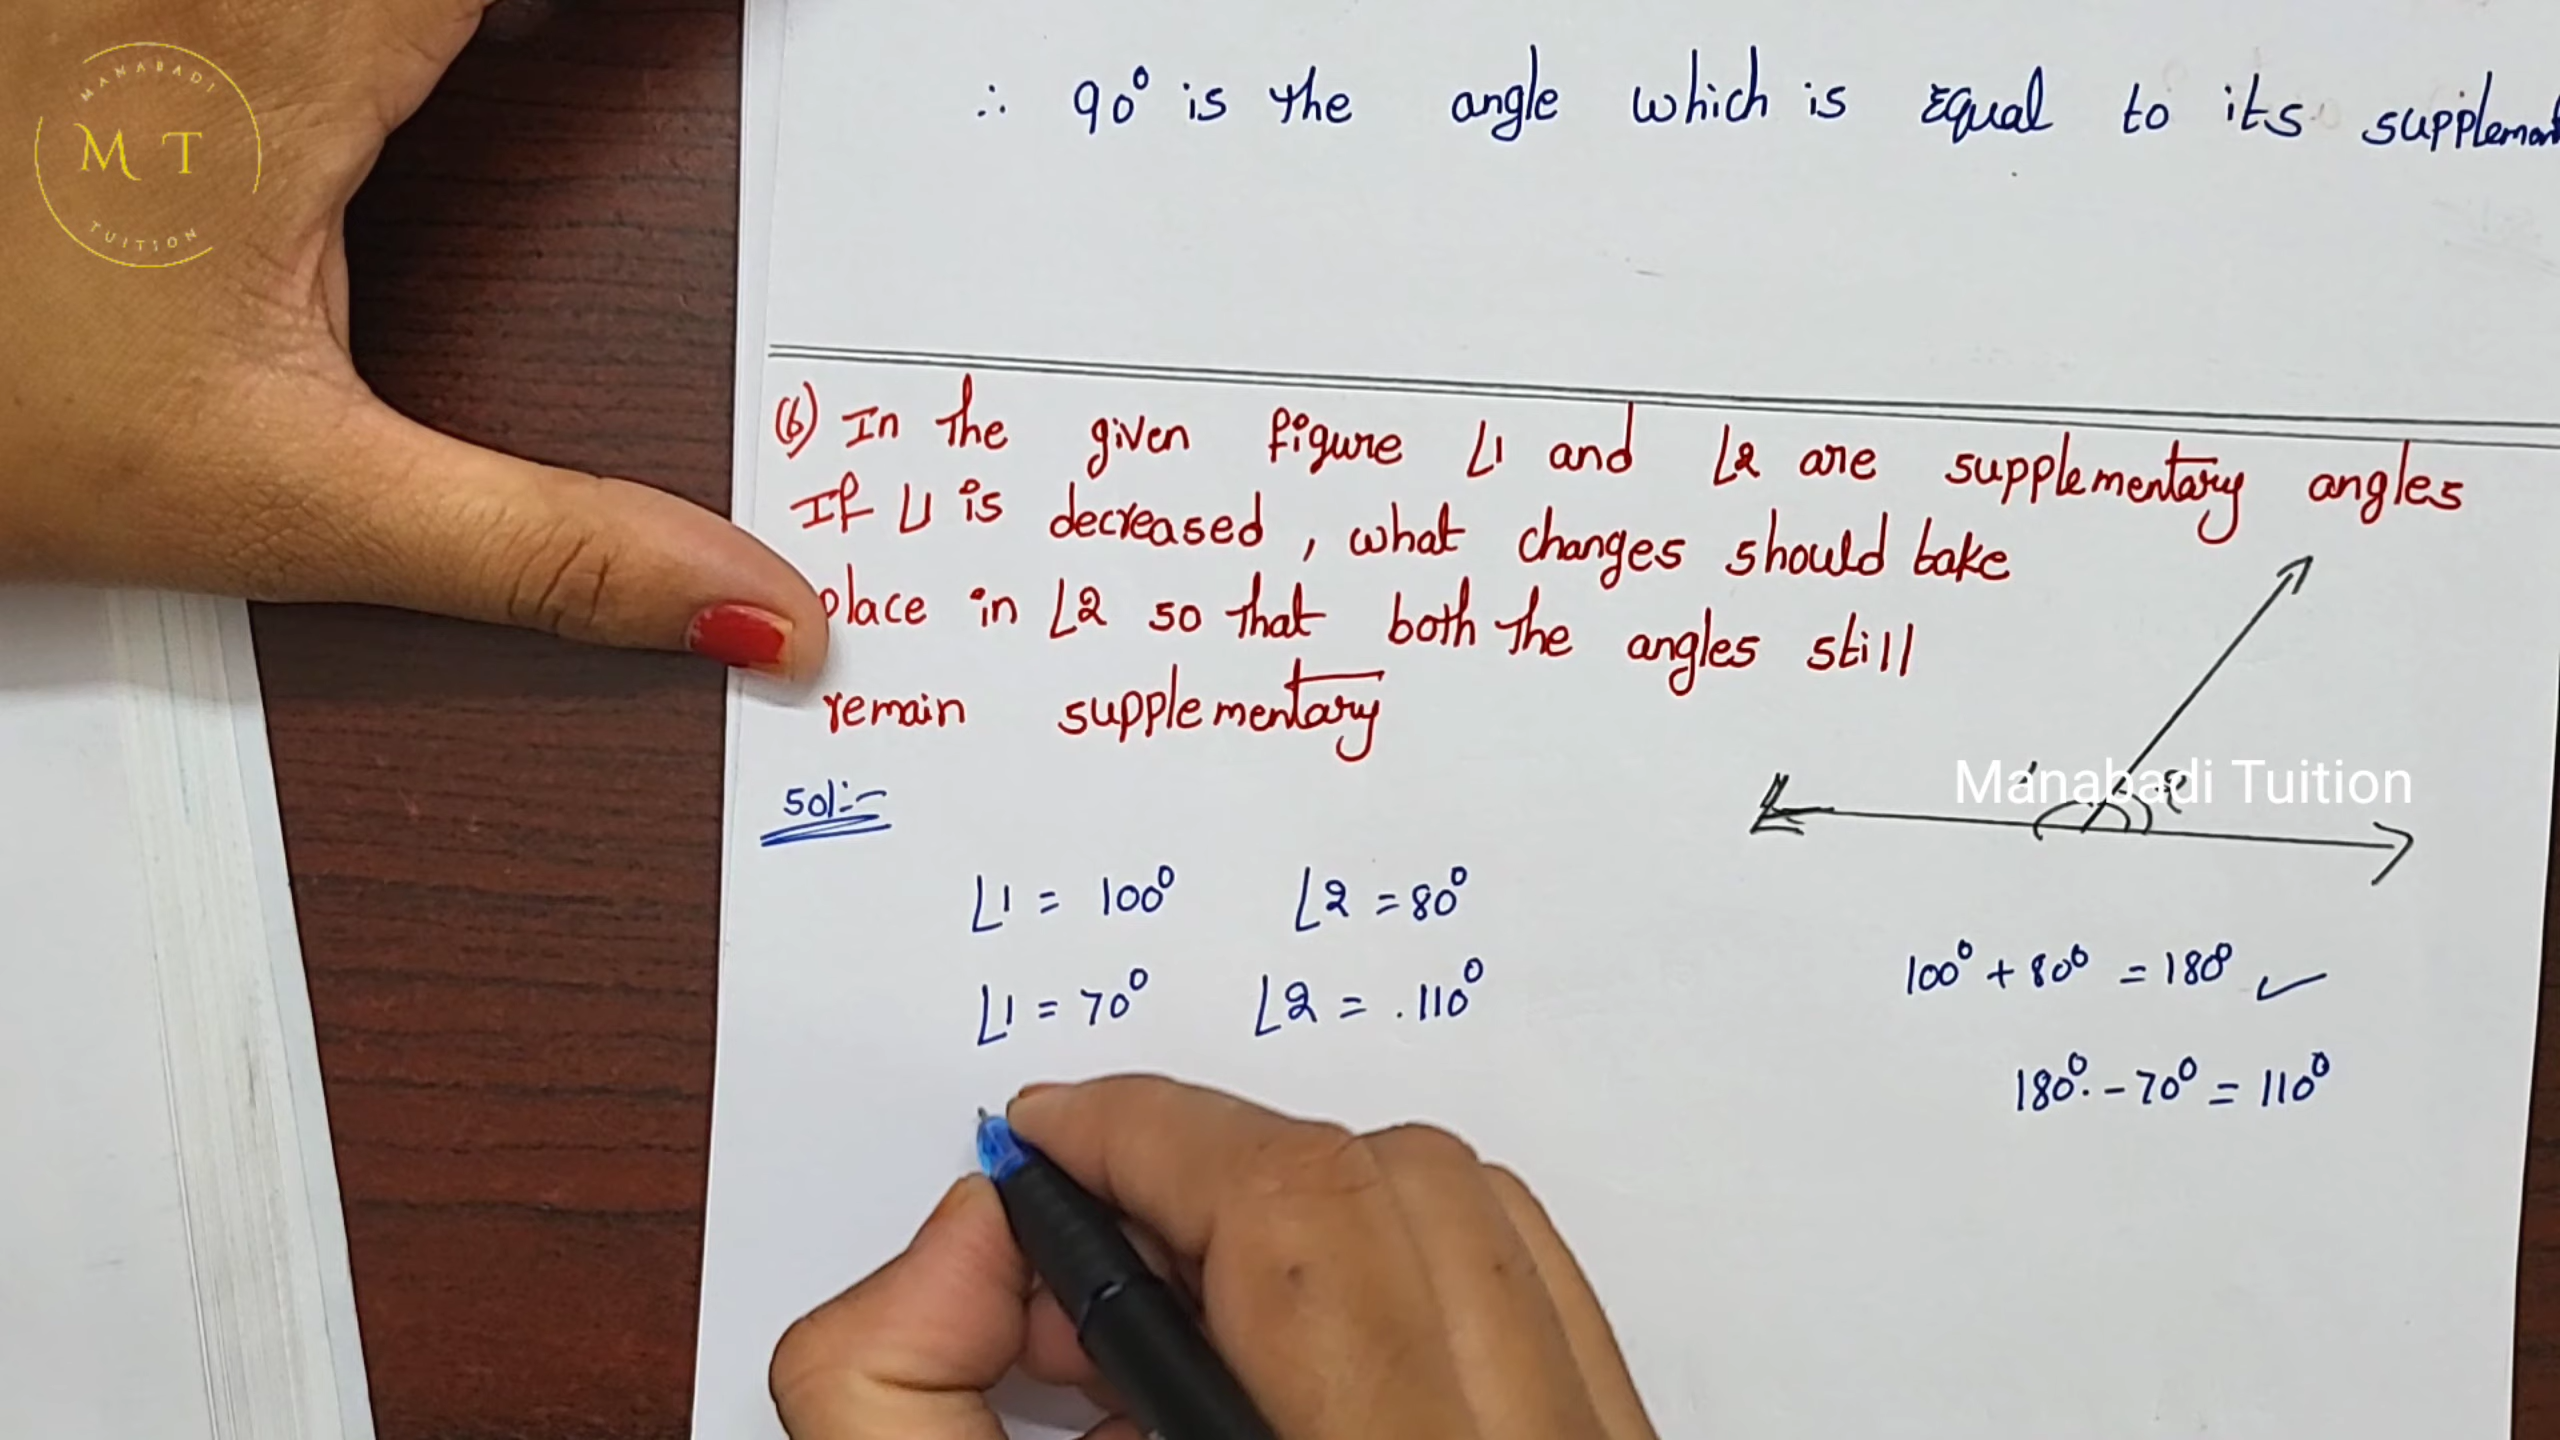 MANABADI
M T
TUITION
∴ 90° is the angle which is Equal to its supplement
(6) In the given figure ∠1 and ∠2 are supplementary angles
If ∠1 is decreased, what changes should take
place in ∠2 so that both the angles still
remain supplementary
Manabadi Tuition
1 2
Sol:-
∠1 = 100° ∠2 = 80°
100° + 80° = 180° ✓
∠1 = 70° ∠2 = .110°
180°. - 70° = 110°